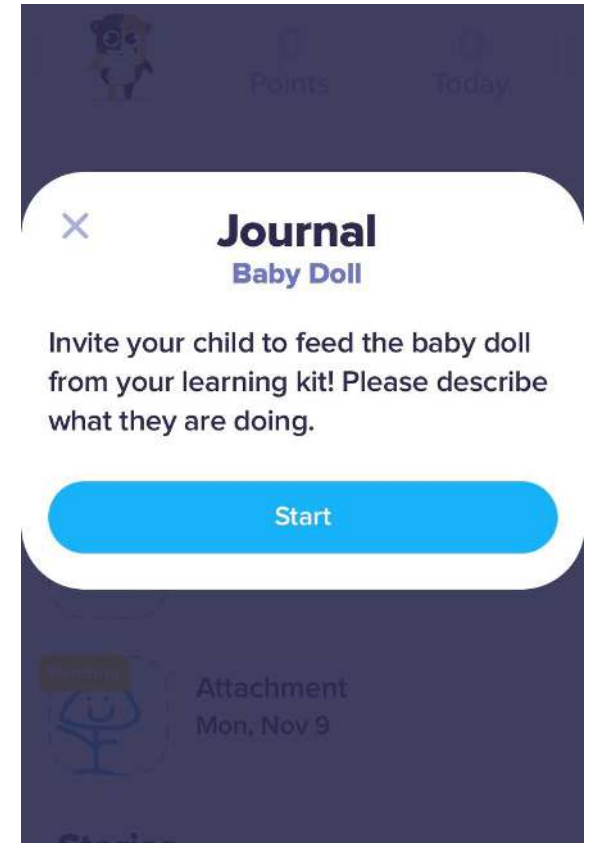 Points
Today
Journal
Baby Doll
Invite your child to feed the baby doll
from your learning kit! Please describe
what they are doing.
Start
Attachment
Mon, Nov 9